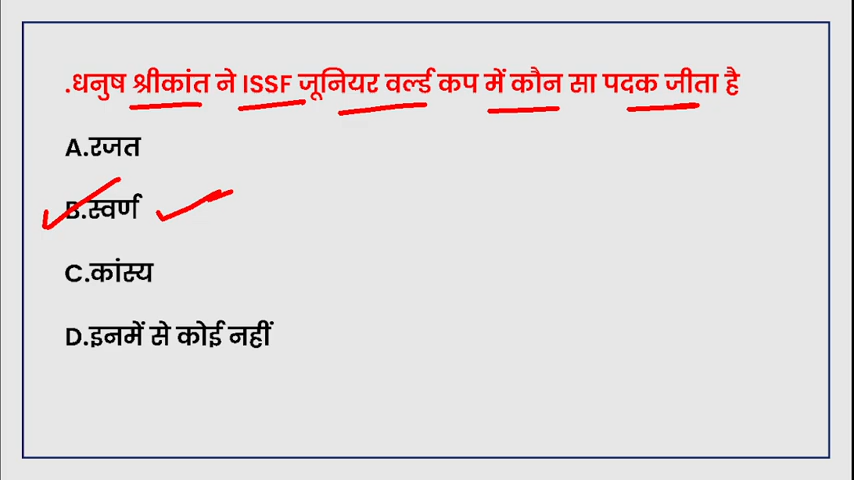 .धनुष श्रीकांत ने ISSF जूनियर वर्ल्ड कप में कौन सा पदक जीता है
A.रजत
B.स्वर्ण
C.कांस्य
D.इनमें से कोई नहीं